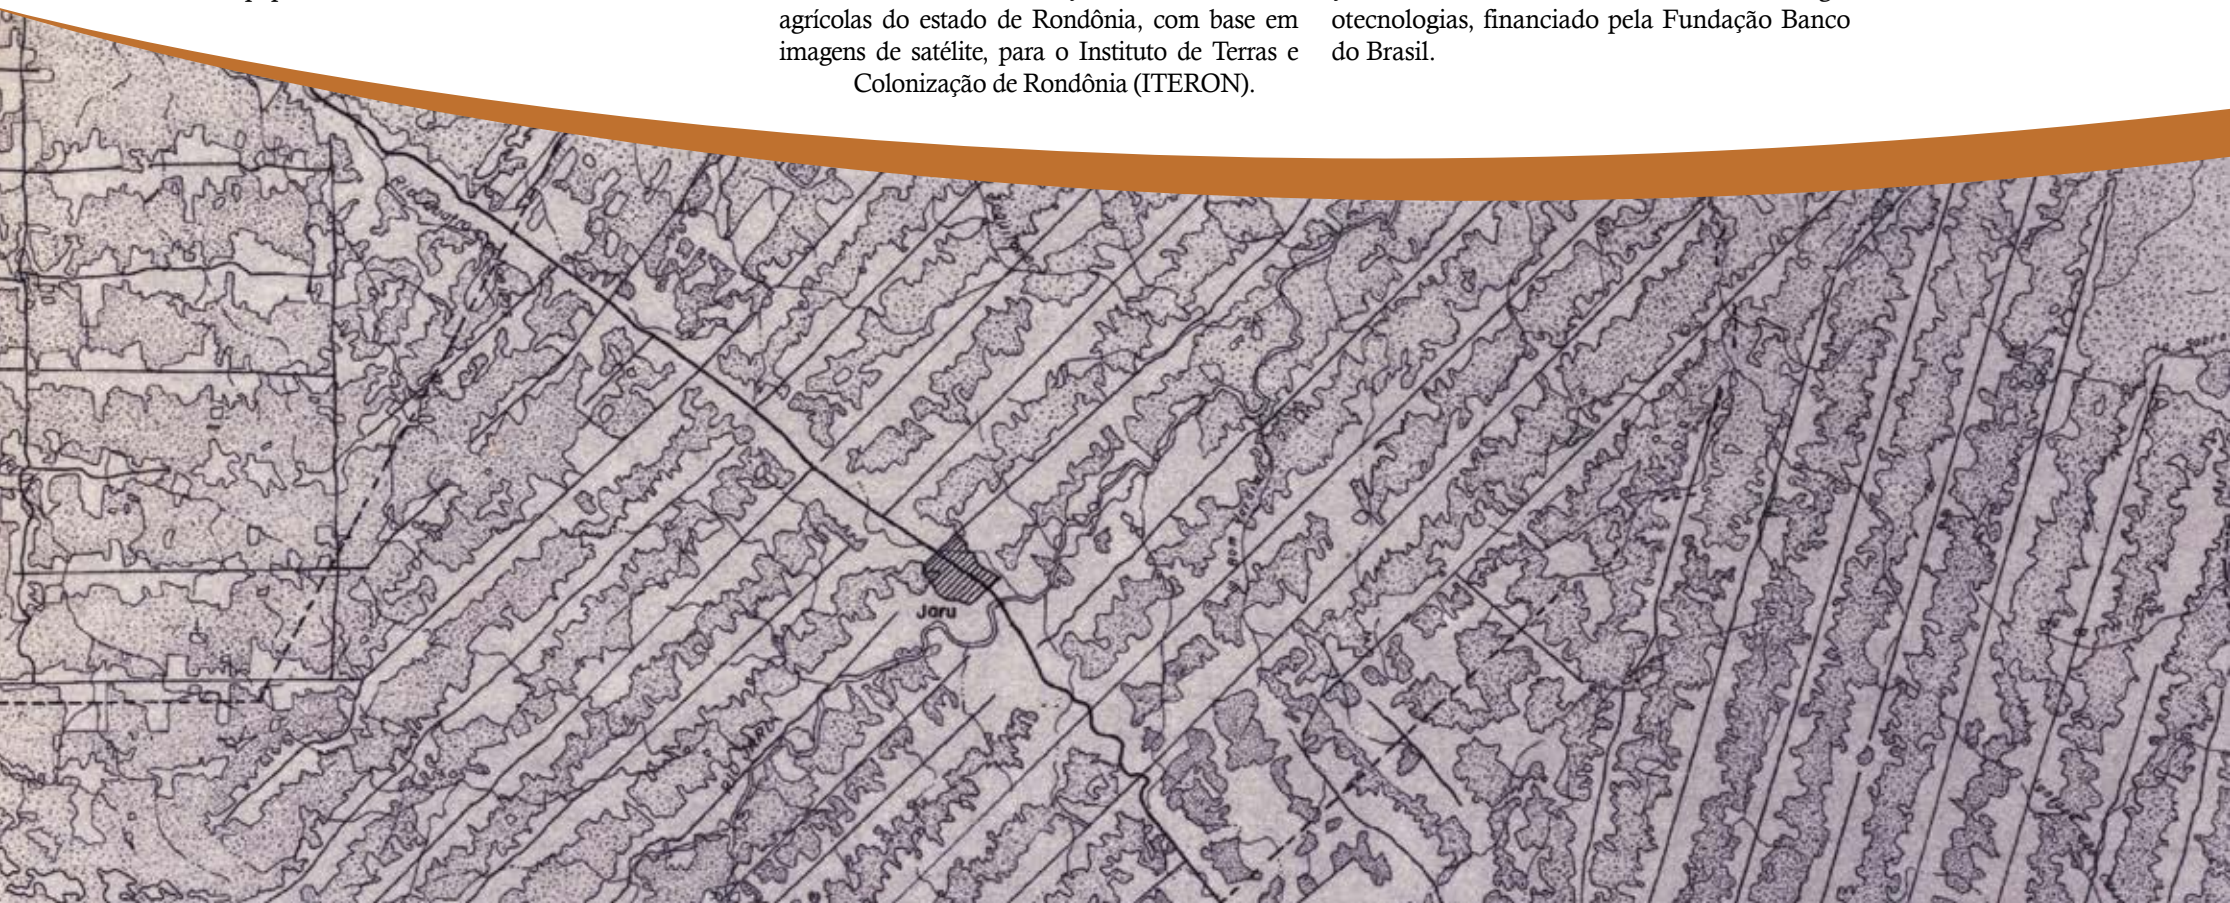 agrícolas do estado de Rondônia, com base em
imagens de satélite, para o Instituto de Terras e
Colonização de Rondônia (ITERON).
otecnologias, financiado pela Fundação Banco
do Brasil.
Jaru
JARU